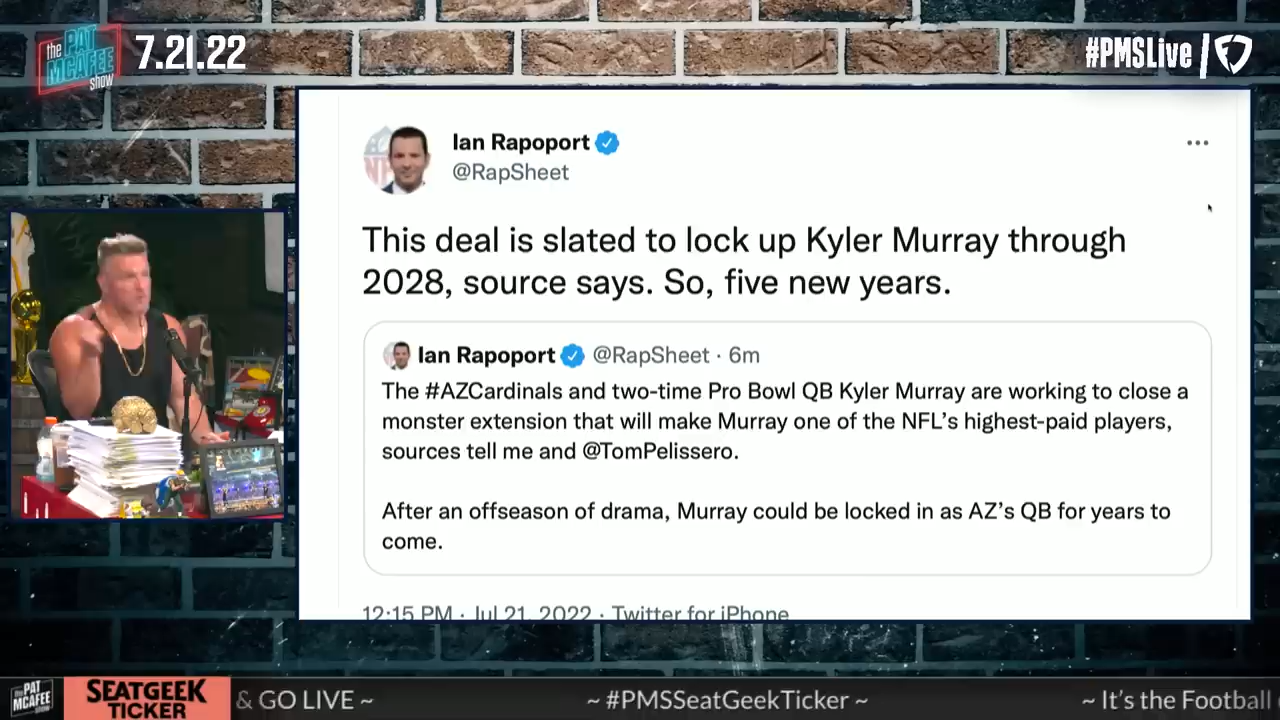 the
PAT
MCAFEE
show
7.21.22
#PMSLive
Ian Rapoport
@RapSheet
This deal is slated to lock up Kyler Murray through
2028, source says. So, five new years.
Ian Rapoport @RapSheet · 6m
The #AZCardinals and two-time Pro Bowl QB Kyler Murray are working to close a
monster extension that will make Murray one of the NFL’s highest-paid players,
sources tell me and @TomPelissero.
After an offseason of drama, Murray could be locked in as AZ’s QB for years to
come.
12:15 PM · Jul 21, 2022 · Twitter for iPhone
the
PAT
MCAFEE
show
SEATGEEK
TICKER
& GO LIVE ~ ~ #PMSSeatGeekTicker ~ ~ It’s the Football